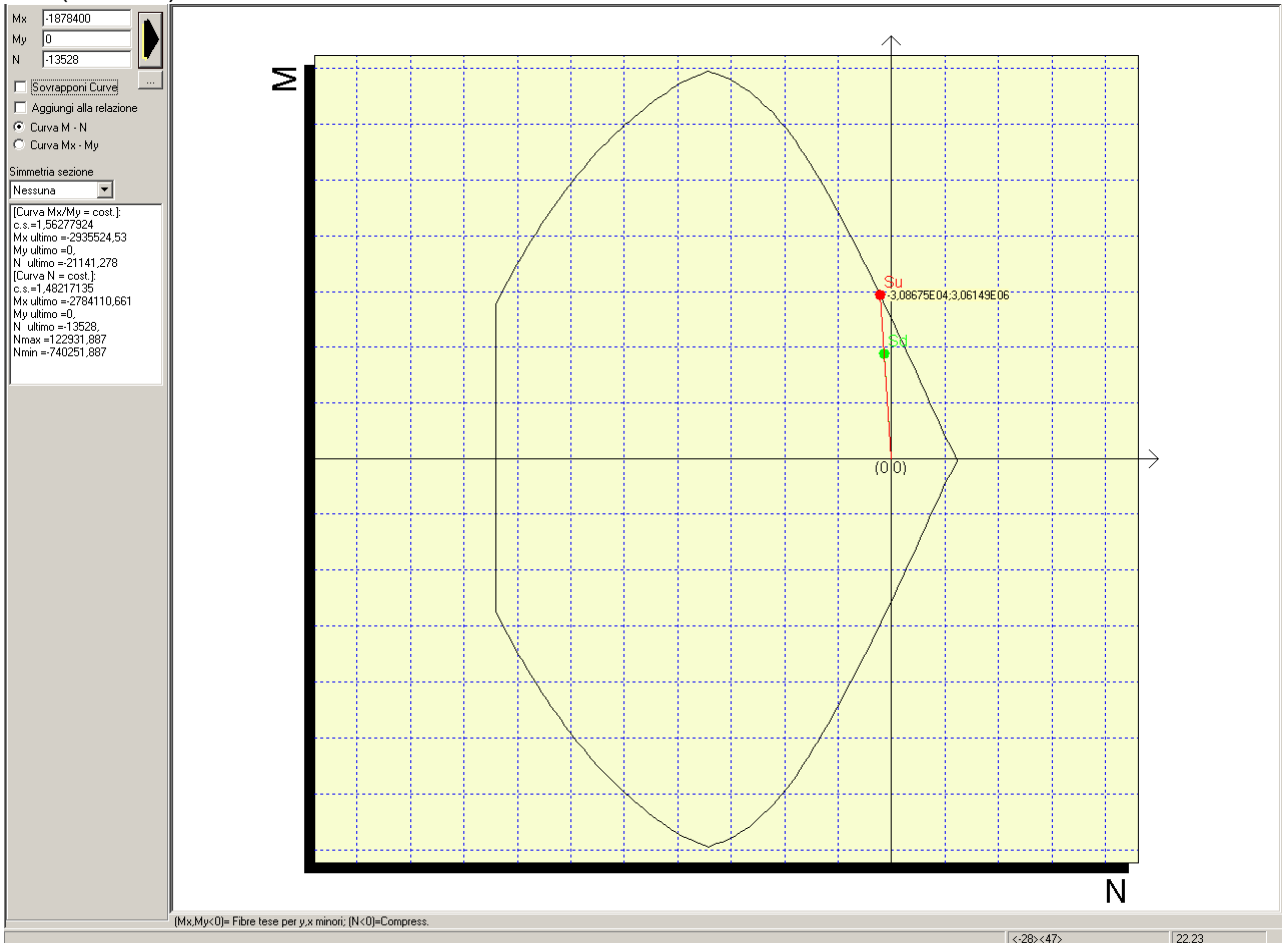 Mx -1878400
My 0
N -13528
...
Sovrapponi Curve
Aggiungi alla relazione
Curva M - N
Curva Mx - My
Simmetria sezione
Nessuna
[Curva Mx/My = cost.]:
c.s.=1,56277924
Mx ultimo =-2935524,53
My ultimo =0,
N ultimo =-21141,278
[Curva N = cost.]:
c.s.=1,48217135
Mx ultimo =-2784110,661
My ultimo =0,
N ultimo =-13528,
Nmax =122931,887
Nmin =-740251,887
M
Su
-3,08675E04;3,06149E06
Sd
(0,0)
N
(Mx,My<0)= Fibre tese per y,x minori; (N<0)=Compress.
<-28><47> 22.23